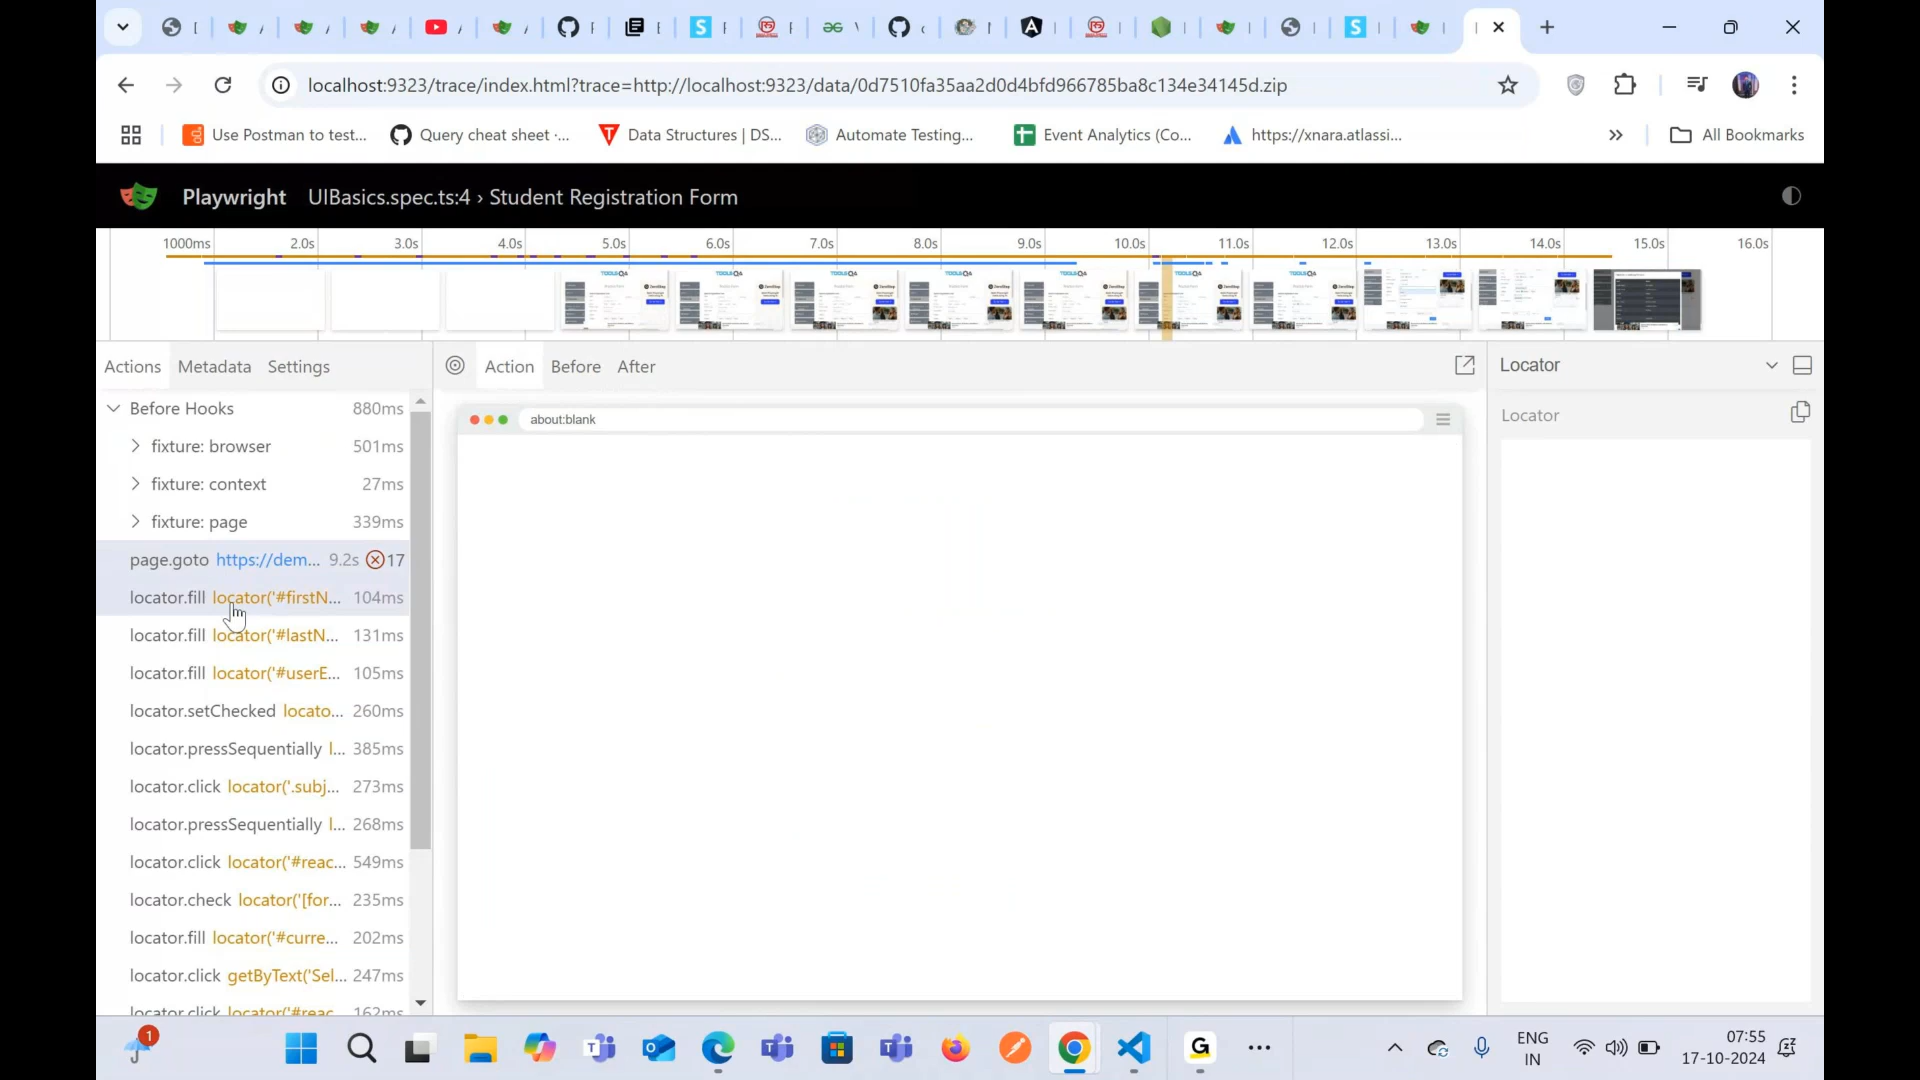 localhost:9323/trace/index.html?trace=http://localhost:9323/data/0d7510fa35aa2d0d4bfd966785ba8c134e34145d.zip
Use Postman to test...
Query cheat sheet ·...
Data Structures | DS...
Automate Testing...
Event Analytics (Co...
https://xnara.atlassi...
»
All Bookmarks
Playwright
UIBasics.spec.ts:4 › Student Registration Form
1000ms 2.0s 3.0s 4.0s 5.0s 6.0s 7.0s 8.0s 9.0s 10.0s 11.0s 12.0s 13.0s 14.0s 15.0s 16.0s
Actions Metadata Settings
Action Before After
Locator
Before Hooks 880ms
about:blank
Locator
fixture: browser 501ms
fixture: context 27ms
fixture: page 339ms
page.goto https://dem... 9.2s 17
locator.fill locator('#firstN... 104ms
locator.fill locator('#lastN... 131ms
locator.fill locator('#userE... 105ms
locator.setChecked locato... 260ms
locator.pressSequentially l... 385ms
locator.click locator('.subj... 273ms
locator.pressSequentially l... 268ms
locator.click locator('#reac... 549ms
locator.check locator('[for... 235ms
locator.fill locator('#curre... 202ms
locator.click getByText('Sel... 247ms
locator.click locator('#reac... 162ms
1
ENG
IN
07:55
17-10-2024